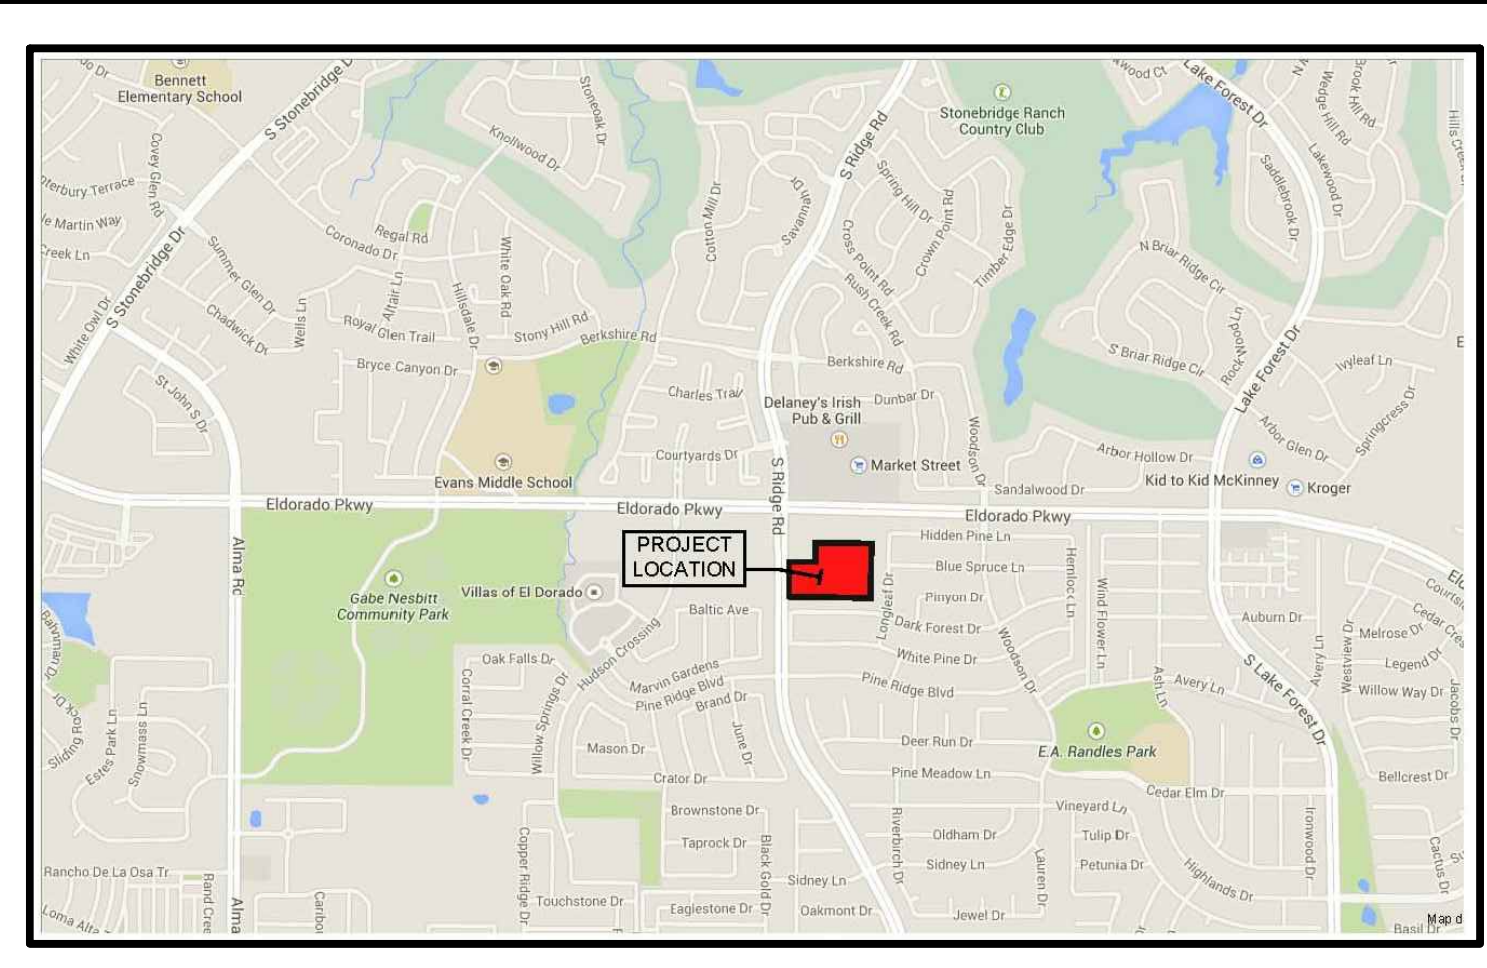 Bennett
Elementary School
S Stonebridge D
Stoneoak Dr
Knollwood Dr
S Ridge Rd
Stonebridge Ranch
Country Club
wood Ct
Lake Forest Dr
Wedge Hill Rd
Brook Hill Rd
Hills Creek
Covey Glen Rd
terbury Terrace
le Martin Way
Creek Ln
S Stonebridge Dr
White Owl Dr
Summer Glen Dr
Chadwick Dr
Wells Ln
Coronado Dr
Regal Rd
Altair Ln
Royal Glen Trail
Hillsdale Dr
White Oak Rd
Stony Hill Rd
Berkshire Rd
Bryce Canyon Dr
Cotton Mill Dr
Savannah Dr
Spring Hill Dr
Cross Point Rd
Rush Creek Rd
Crown Point Rd
Timber Edge Dr
Saddlebrook Dr
Lakewood Dr
N Briar Ridge Cir
S Briar Ridge Cir
Rock Wood Ln
Lake Forest Dr
Ivyleaf Ln
Springcress Dr
Arbor Glen Dr
St John S Dr
Charles Trail
Berkshire Rd
Delaney's Irish
Pub & Grill
Dunbar Dr
Woodson Dr
Courtyards Dr
Market Street
Arbor Hollow Dr
Sandalwood Dr
Kid to Kid McKinney
Kroger
Evans Middle School
Eldorado Pkwy
Eldorado Pkwy
Eldorado Pkwy
S Ridge Rd
PROJECT
LOCATION
Alma Rd
Gabe Nesbitt
Community Park
Villas of El Dorado
Hidden Pine Ln
Blue Spruce Ln
Pinyon Dr
Longleaf Dr
Dark Forest Dr
White Pine Dr
Hemlock Ln
Wind Flower Ln
Woodson Dr
Baltic Ave
Hudson Crossing
Marvin Gardens
Pine Ridge Blvd
Brand Dr
Pine Ridge Blvd
Oak Falls Dr
Corral Creek Dr
Willow Springs Dr
Mason Dr
June Dr
Crator Dr
Deer Run Dr
Pine Meadow Ln
E.A. Randles Park
Ash Ln
Avery Ln
Auburn Dr
Avery Ln
Westview Dr
Melrose Dr
Cedar Cre
Courts
Legend Dr
Willow Way Dr
Jacobs Dr
S Lake Forest Dr
Bellcrest Dr
Cedar Elm Dr
Vineyard Ln
Bahnman Dr
Sliding Rock Dr
Estes Park Ln
Snowmass Ln
Brownstone Dr
Taprock Dr
Black Gold Dr
Copper Ridge Dr
Touchstone Dr
Eaglestone Dr
Sidney Ln
Oakmont Dr
Riverbirch Dr
Oldham Dr
Sidney Ln
Jewel Dr
Lauren Dr
Tulip Dr
Petunia Dr
Highlands Dr
Ironwood Dr
Cactus Dr
Basil Dr
Rancho De La Osa Tr
Loma Alta
Rand Cree
Alma
Caribou
Map d